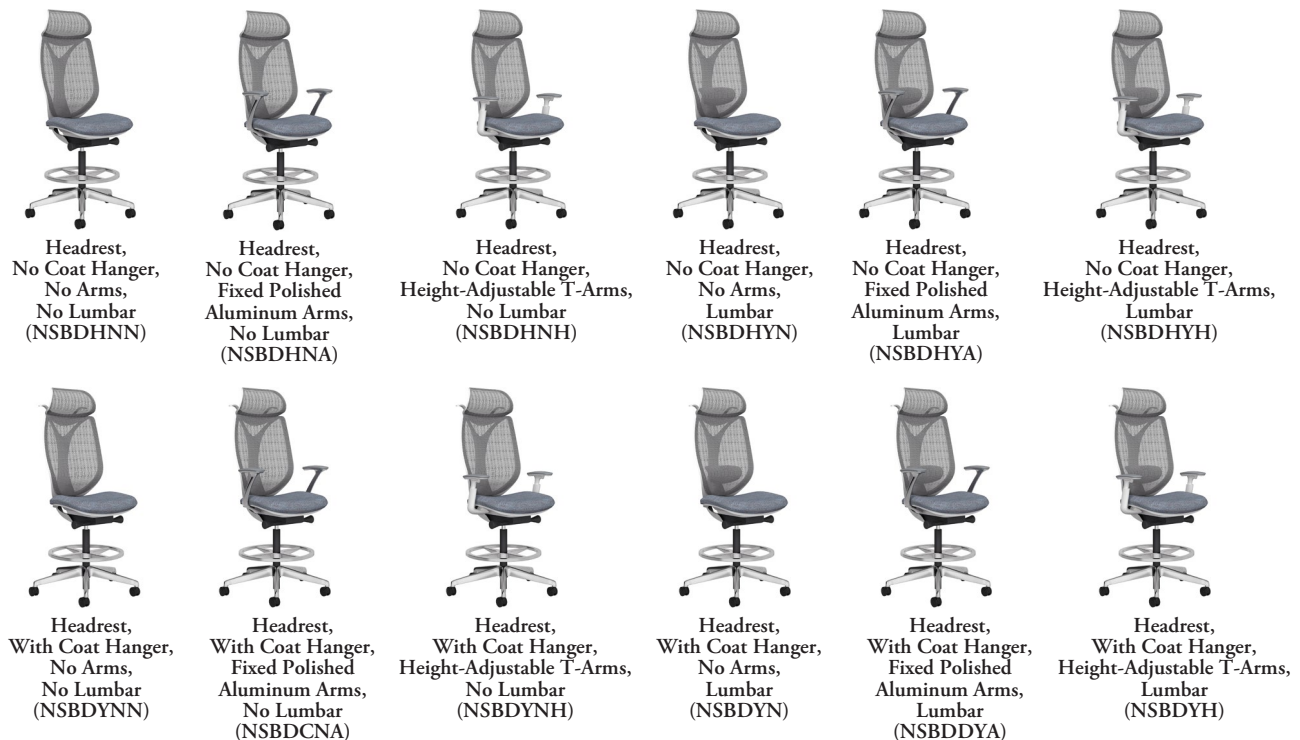 Headrest,
No Coat Hanger,
No Arms,
No Lumbar
(NSBDHNN)
Headrest,
No Coat Hanger,
Fixed Polished
Aluminum Arms,
No Lumbar
(NSBDHNA)
Headrest,
No Coat Hanger,
Height-Adjustable T-Arms,
No Lumbar
(NSBDHNH)
Headrest,
No Coat Hanger,
No Arms,
Lumbar
(NSBDHYN)
Headrest,
No Coat Hanger,
Fixed Polished
Aluminum Arms,
Lumbar
(NSBDHYA)
Headrest,
No Coat Hanger,
Height-Adjustable T-Arms,
Lumbar
(NSBDHYH)
Headrest,
With Coat Hanger,
No Arms,
No Lumbar
(NSBDYNN)
Headrest,
With Coat Hanger,
Fixed Polished
Aluminum Arms,
No Lumbar
(NSBDCNA)
Headrest,
With Coat Hanger,
Height-Adjustable T-Arms,
No Lumbar
(NSBDYNH)
Headrest,
With Coat Hanger,
No Arms,
Lumbar
(NSBDYN)
Headrest,
With Coat Hanger,
Fixed Polished
Aluminum Arms,
Lumbar
(NSBDDYA)
Headrest,
With Coat Hanger,
Height-Adjustable T-Arms,
Lumbar
(NSBDYH)